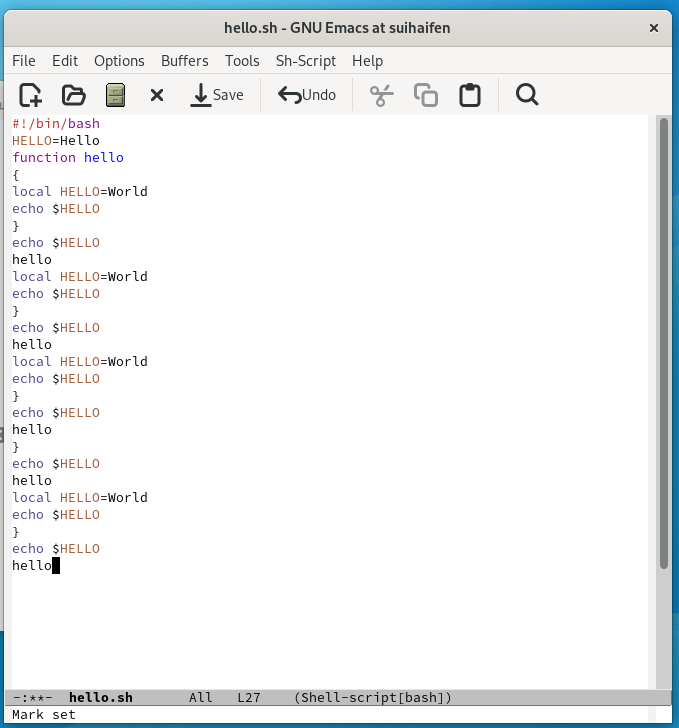 hello.sh - GNU Emacs at suihaifen
File Edit Options Buffers Tools Sh-Script Help
Save Undo
#!/bin/bash
HELLO=Hello
function hello
{
local HELLO=World
echo $HELLO
}
echo $HELLO
hello
local HELLO=World
echo $HELLO
}
echo $HELLO
hello
local HELLO=World
echo $HELLO
}
echo $HELLO
hello
}
echo $HELLO
hello
local HELLO=World
echo $HELLO
}
echo $HELLO
hello
-:**- hello.sh All L27 (Shell-script[bash])
Mark set